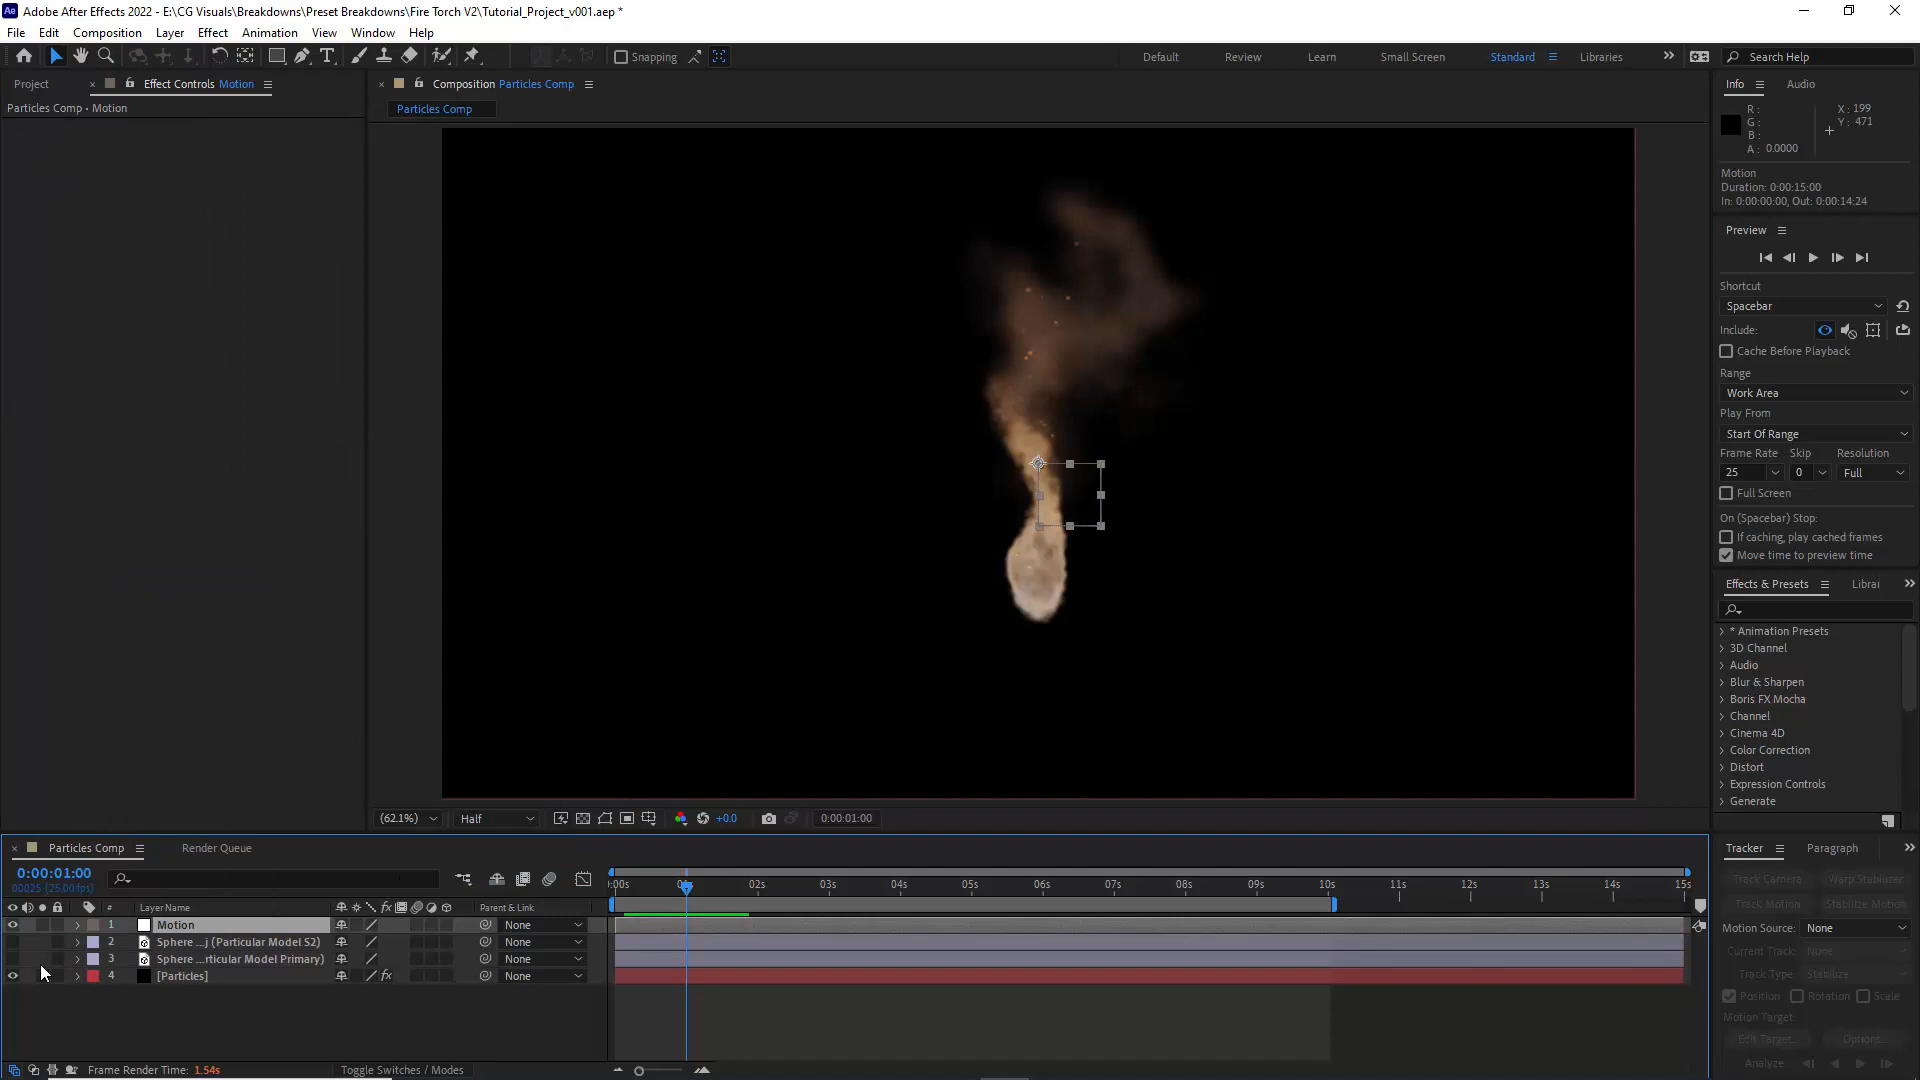 Adobe After Effects 2022 - E:\CG Visuals\Breakdowns\Preset Breakdowns\Fire Torch V2\Tutorial_Project_v001.aep *
File Edit Composition Layer Effect Animation View Window Help
Snapping
Default Review Learn Small Screen Standard Libraries
Search Help
Project Effect Controls Motion
Particles Comp • Motion
Composition Particles Comp
Particles Comp
Info Audio
R :
G :
B :
A : 0.0000
X : 199
Y : 471
Motion
Duration: 0:00:15:00
In: 0:00:00:00, Out: 0:00:14:24
Preview
Shortcut
Spacebar
Include:
Cache Before Playback
Range
Work Area
Play From
Start Of Range
Frame Rate Skip Resolution
25 0 Full
Full Screen
On (Spacebar) Stop:
If caching, play cached frames
Move time to preview time
Effects & Presets Librai
* Animation Presets
3D Channel
Audio
Blur & Sharpen
Boris FX Mocha
Channel
Cinema 4D
Color Correction
Distort
Expression Controls
Generate
(62.1%) Half +0.0 0:00:01:00
Particles Comp Render Queue
0:00:01:00
00025 (25.00 fps)
:00s 01s 02s 03s 04s 05s 06s 07s 08s 09s 10s 11s 12s 13s 14s 15s
# Layer Name fx Parent & Link
1 Motion None
2 Sphere ...j (Particular Model S2) None
3 Sphere ...rticular Model Primary) None
4 [Particles] fx None
Frame Render Time: 1.54s Toggle Switches / Modes
Tracker Paragraph
Track Camera Warp Stabilizer
Track Motion Stabilize Motion
Motion Source: None
Current Track: None
Track Type: Stabilize
Position Rotation Scale
Motion Target:
Edit Target... Options...
Analyze: